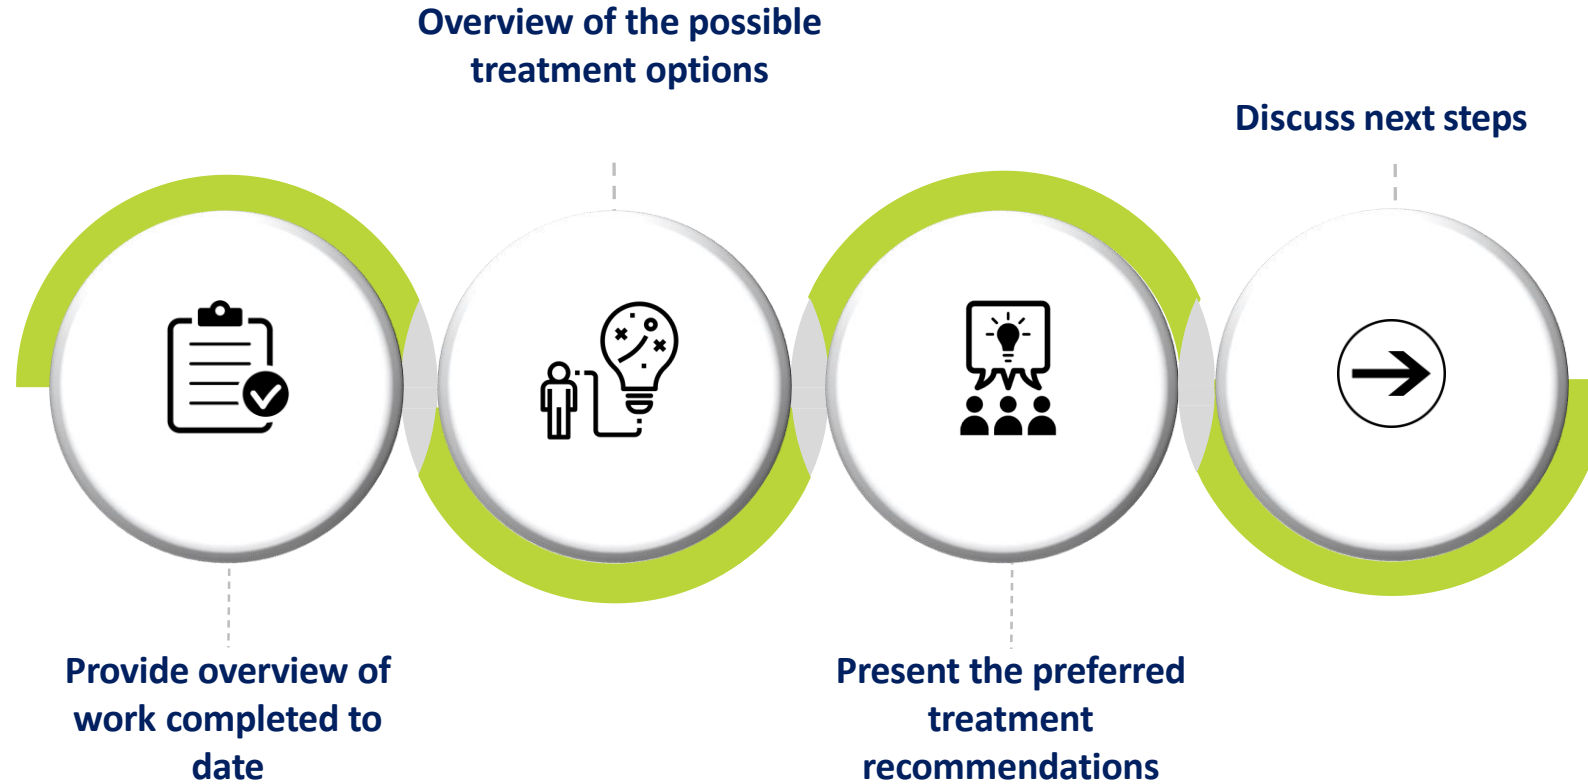 Overview of the possible
treatment options
Discuss next steps
Provide overview of
work completed to
date
Present the preferred
treatment
recommendations